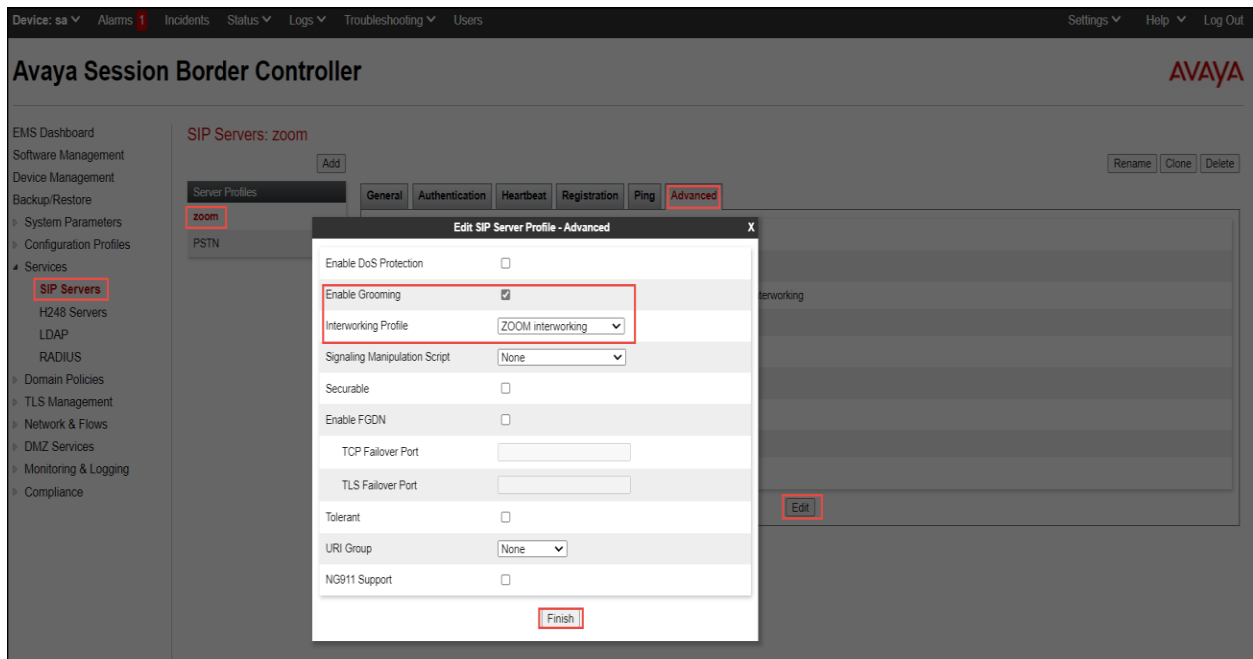 Device: sa Alarms 1 Incidents Status Logs Troubleshooting Users Settings Help Log Out
Avaya Session Border Controller
AVAYA
EMS Dashboard
Software Management
Device Management
Backup/Restore
System Parameters
Configuration Profiles
Services
SIP Servers
H248 Servers
LDAP
RADIUS
Domain Policies
TLS Management
Network & Flows
DMZ Services
Monitoring & Logging
Compliance
SIP Servers: zoom
Add
Rename Clone Delete
Server Profiles
zoom
PSTN
General Authentication Heartbeat Registration Ping Advanced
Edit SIP Server Profile - Advanced X
Enable DoS Protection
Enable Grooming
Interworking Profile ZOOM interworking
Signaling Manipulation Script None
Securable
Enable FGDN
TCP Failover Port
TLS Failover Port
Tolerant
URI Group None
NG911 Support
Finish
terworking
Edit